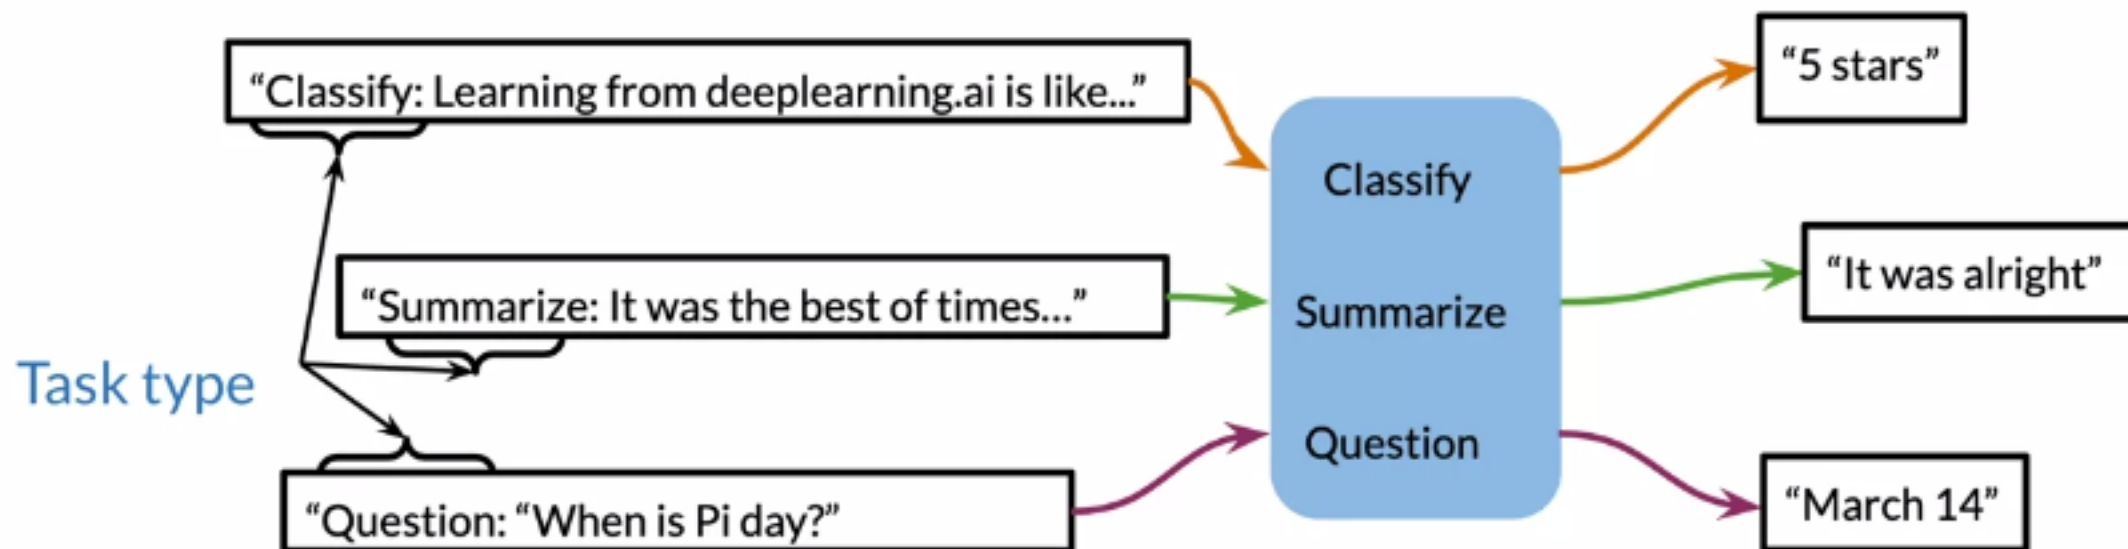 “Classify: Learning from deeplearning.ai is like...”
“5 stars”
Classify
“Summarize: It was the best of times...”
Summarize
“It was alright”
Task type
Question
“Question: “When is Pi day?”
“March 14”